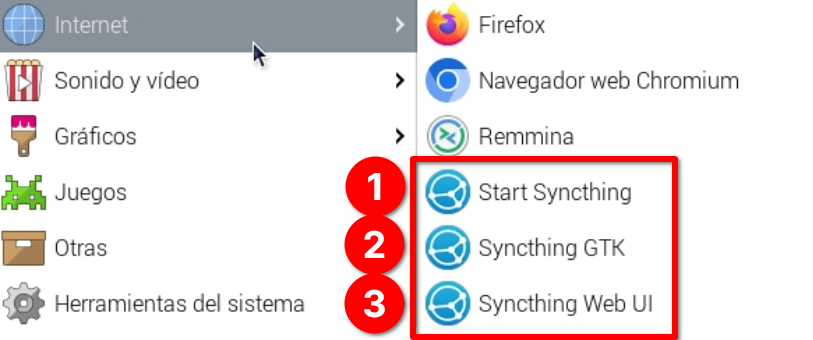 Internet
Sonido y vídeo
Gráficos
Juegos
Otras
Herramientas del sistema
Firefox
Navegador web Chromium
Remmina
1 Start Syncthing
2 Syncthing GTK
3 Syncthing Web UI